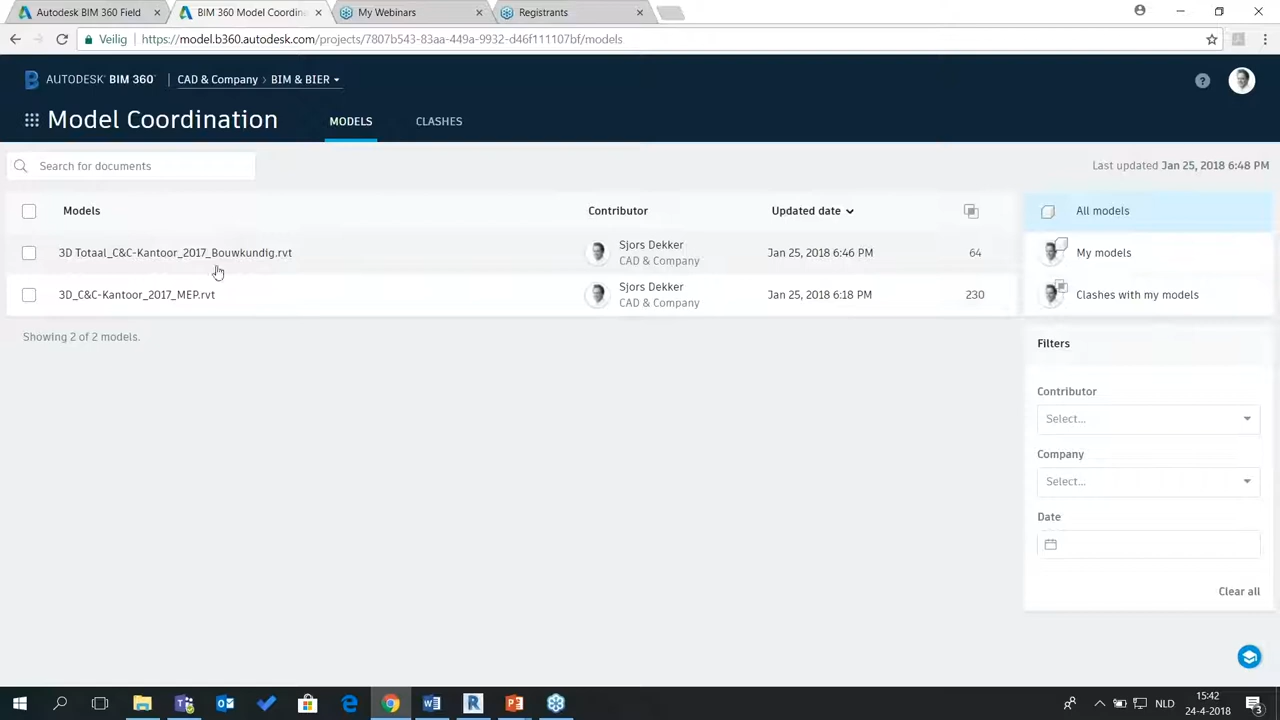 Autodesk BIM 360 Field
BIM 360 Model Coordin
My Webinars
Registrants
Veilig
https://model.b360.autodesk.com/projects/7807b543-83aa-449a-9932-d46f111107bf/models
AUTODESK BIM 360
CAD & Company > BIM & BIER
Model Coordination
MODELS
CLASHES
Search for documents
Last updated Jan 25, 2018 6:48 PM
Models
Contributor
Updated date
3D Totaal_C&C-Kantoor_2017_Bouwkundig.rvt
Sjors Dekker
CAD & Company
Jan 25, 2018 6:46 PM
64
3D_C&C-Kantoor_2017_MEP.rvt
Sjors Dekker
CAD & Company
Jan 25, 2018 6:18 PM
230
Showing 2 of 2 models.
All models
My models
Clashes with my models
Filters
Contributor
Select...
Company
Select...
Date
Clear all
NLD
15:42
24-4-2018
3